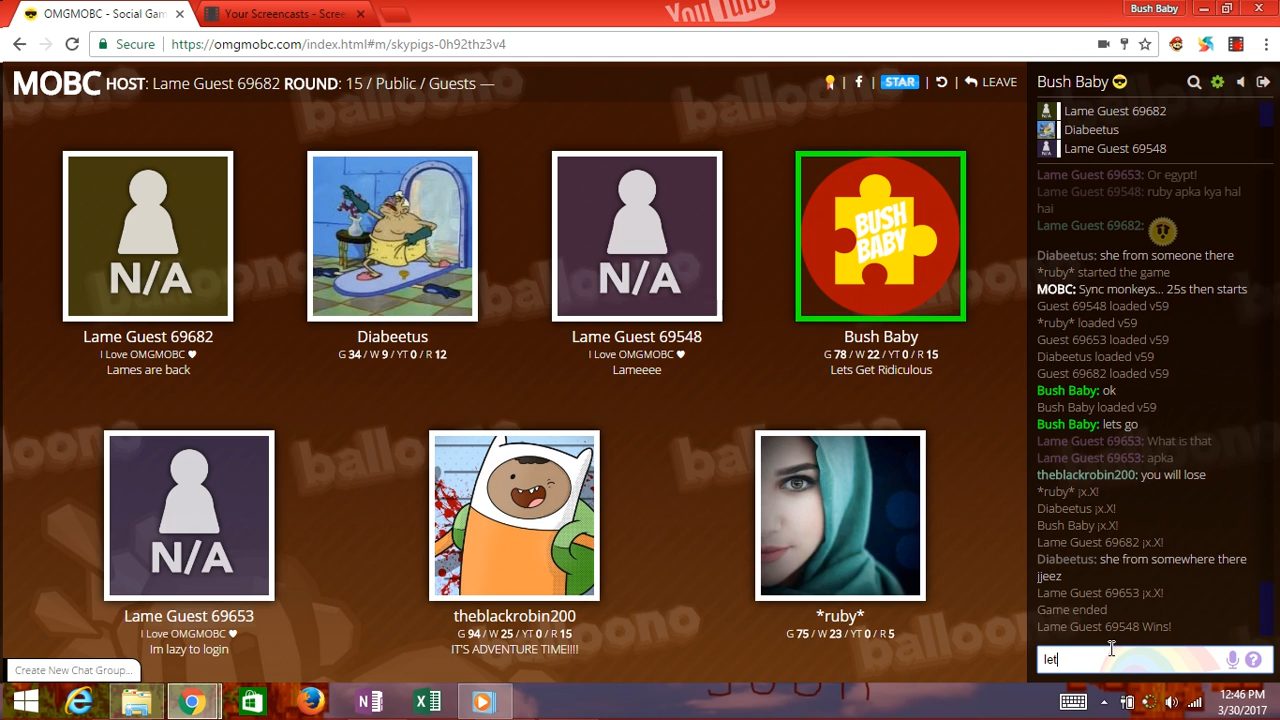 OMGMOBC - Social Gam
Your Screencasts - Scree
YouTube
Bush Baby
Secure
https://omgmobc.com/index.html#m/skypigs-0h92thz3v4
MOBC HOST: Lame Guest 69682 ROUND: 15 / Public / Guests —
STAR
LEAVE
Bush Baby
N/A
Lame Guest 69682
I Love OMGMOBC ♥
Lames are back
Diabeetus
G 34 / W 9 / YT 0 / R 12
N/A
Lame Guest 69548
I Love OMGMOBC ♥
Lameeee
BUSH
BABY
Bush Baby
G 78 / W 22 / YT 0 / R 15
Lets Get Ridiculous
N/A
Lame Guest 69653
I Love OMGMOBC ♥
Im lazy to login
theblackrobin200
G 94 / W 25 / YT 0 / R 15
IT'S ADVENTURE TIME!!!!
*ruby*
G 75 / W 23 / YT 0 / R 5
N/A
Lame Guest 69682
Diabeetus
N/A
Lame Guest 69548
Lame Guest 69653: Or egypt!
Lame Guest 69548: ruby apka kya hal
hai
Lame Guest 69682:
Diabeetus: she from someone there
*ruby* started the game
MOBC: Sync monkeys... 25s then starts
Guest 69548 loaded v59
*ruby* loaded v59
Guest 69653 loaded v59
Diabeetus loaded v59
Guest 69682 loaded v59
Bush Baby: ok
Bush Baby loaded v59
Bush Baby: lets go
Lame Guest 69653: What is that
Lame Guest 69653: apka
theblackrobin200: you will lose
*ruby* ¡x.X!
Diabeetus ¡x.X!
Bush Baby ¡x.X!
Lame Guest 69682 ¡x.X!
Diabeetus: she from somewhere there
jjeez
Lame Guest 69653 ¡x.X!
Game ended
Lame Guest 69548 Wins!
let
Create New Chat Group...
balloono
12:46 PM
3/30/2017